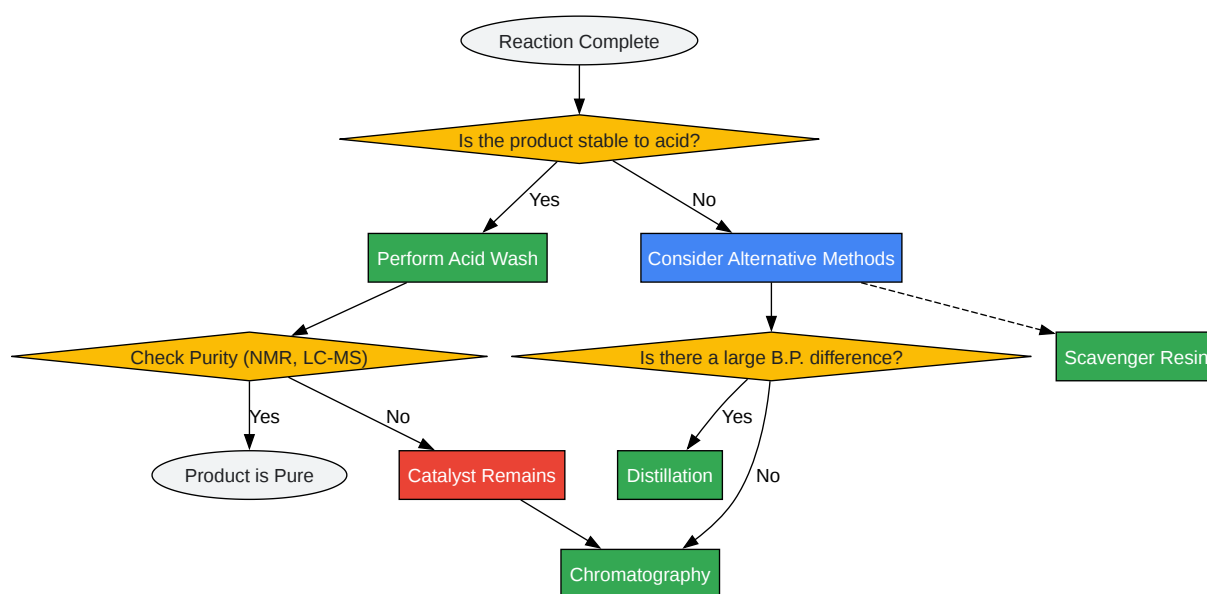 Reaction Complete
Is the product stable to acid?
Yes
No
Perform Acid Wash
Consider Alternative Methods
Check Purity (NMR, LC-MS)
Is there a large B.P. difference?
Scavenger Resin
Yes
No
Yes
No
Product is Pure
Catalyst Remains
Distillation
Chromatography